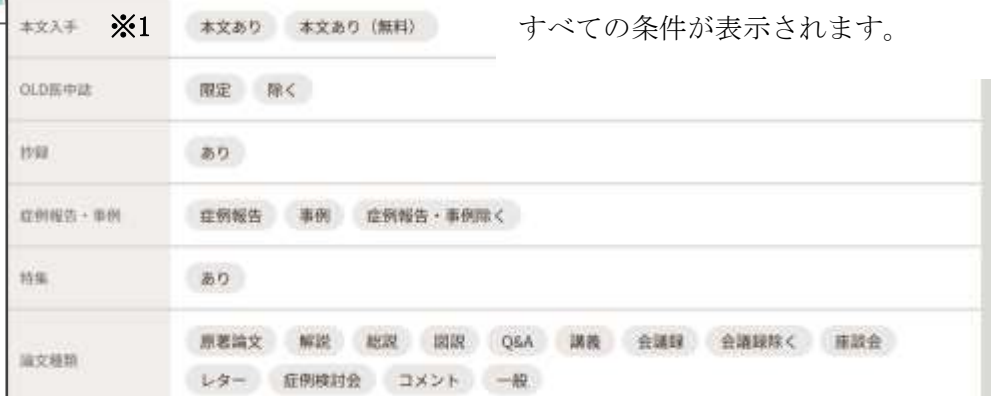 本文入手 ※1 本文あり 本文あり（無料） すべての条件が表示されます。
OLD医中誌 限定 除く
抄録 あり
症例報告・事例 症例報告 事例 症例報告・事例除く
特集 あり
論文種類 原著論文 解説 総説 図説 Q&A 講義 会議録 会議録除く 座談会
レター 症例検討会 コメント 一般